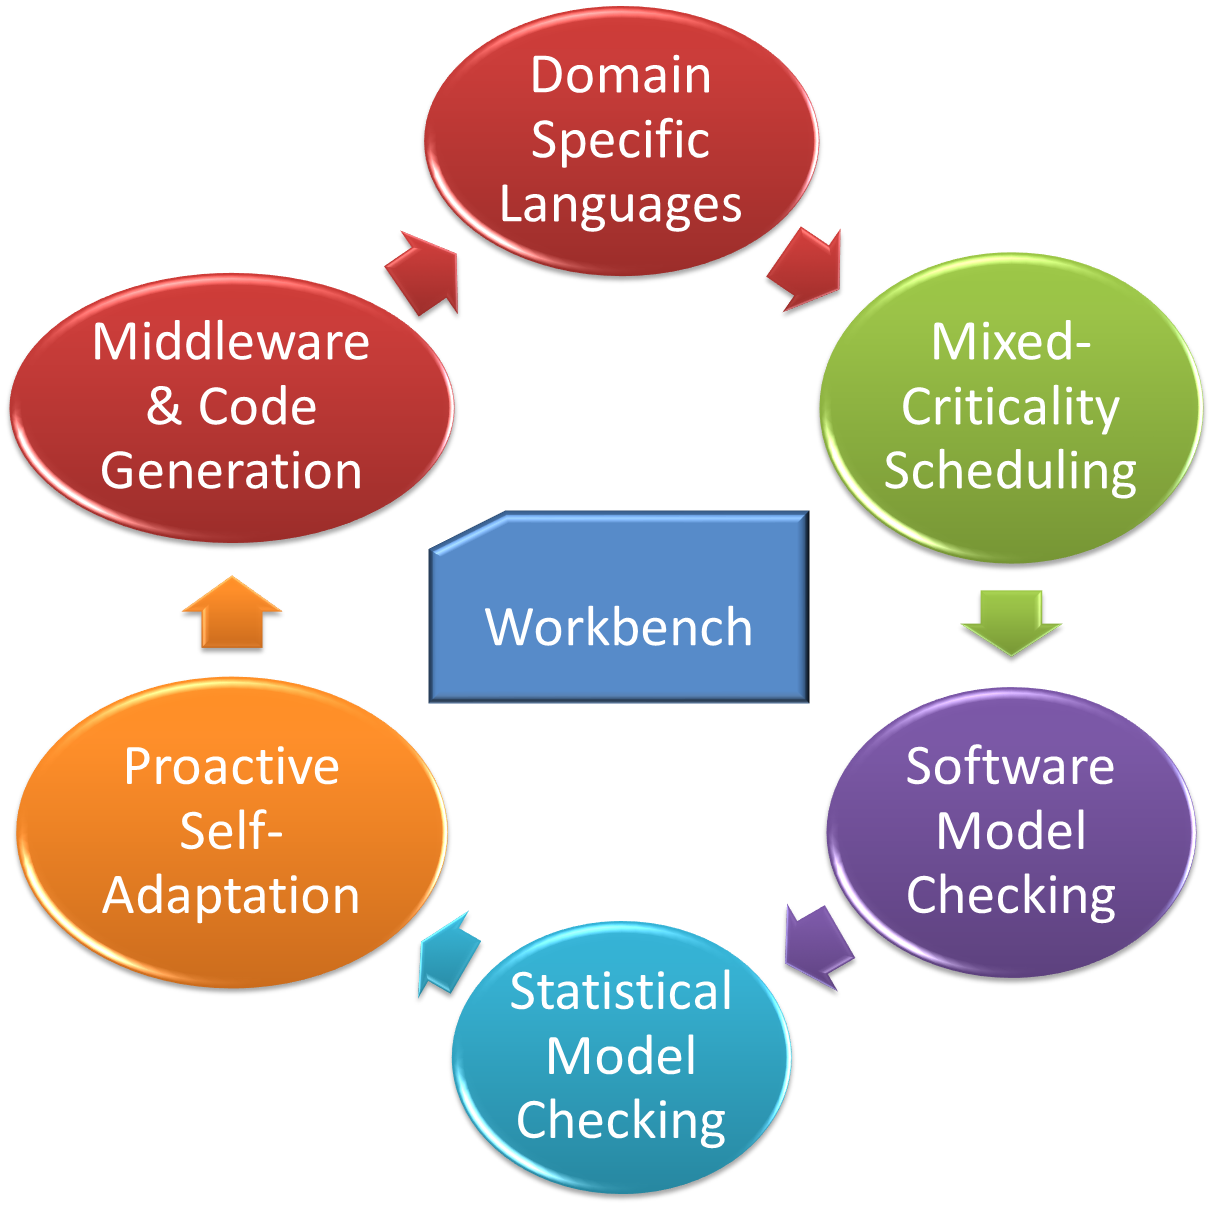 Domain
Specific
Languages
Mixed-
Criticality
Scheduling
Software
Model
Checking
Statistical
Model
Checking
Proactive
Self-
Adaptation
Middleware
& Code
Generation
Workbench